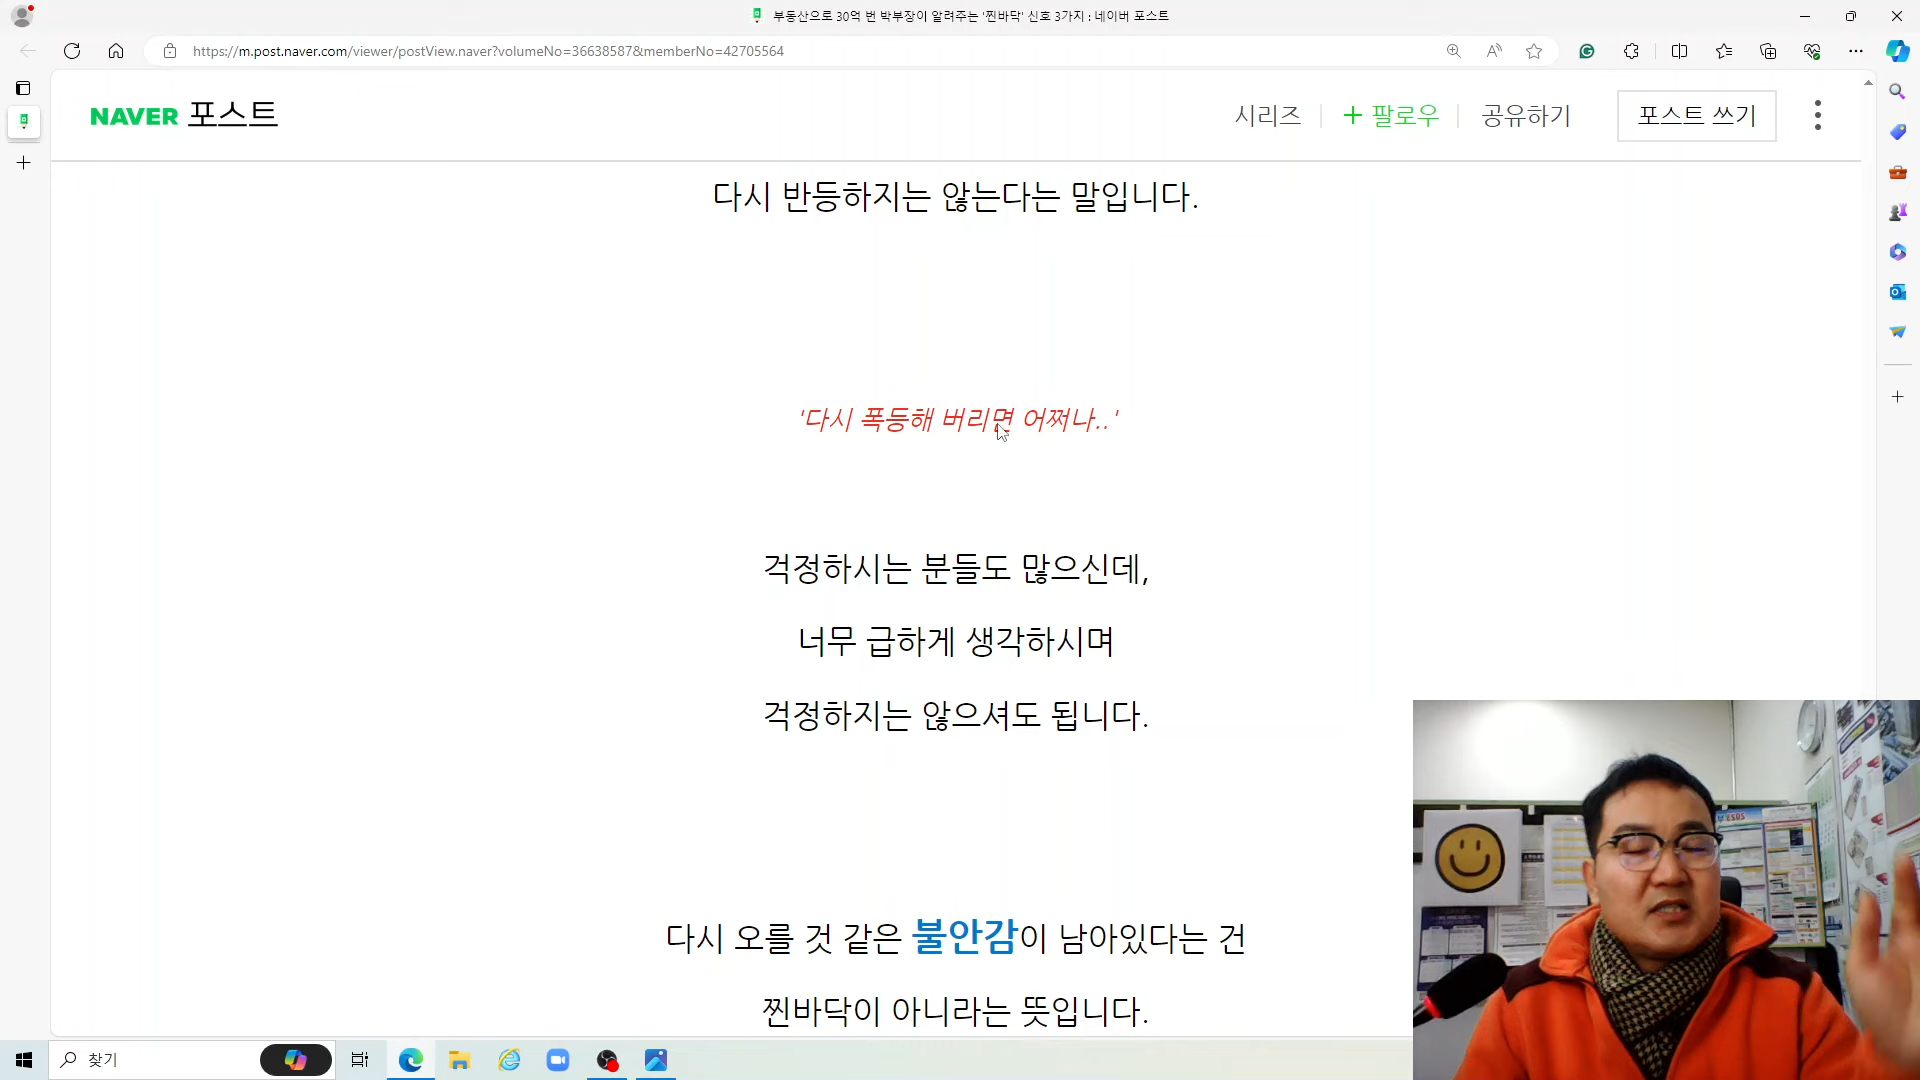 부동산으로 30억 번 박부장이 알려주는 '찐바닥' 신호 3가지 : 네이버 포스트
https://m.post.naver.com/viewer/postView.naver?volumeNo=36638587&memberNo=42705564
NAVER 포스트
시리즈
+ 팔로우
공유하기
포스트 쓰기
다시 반등하지는 않는다는 말입니다.
'다시 폭등해 버리면 어쩌나..'
걱정하시는 분들도 많으신데,
너무 급하게 생각하시며
걱정하지는 않으셔도 됩니다.
다시 오를 것 같은 불안감이 남아있다는 건
찐바닥이 아니라는 뜻입니다.
찾기